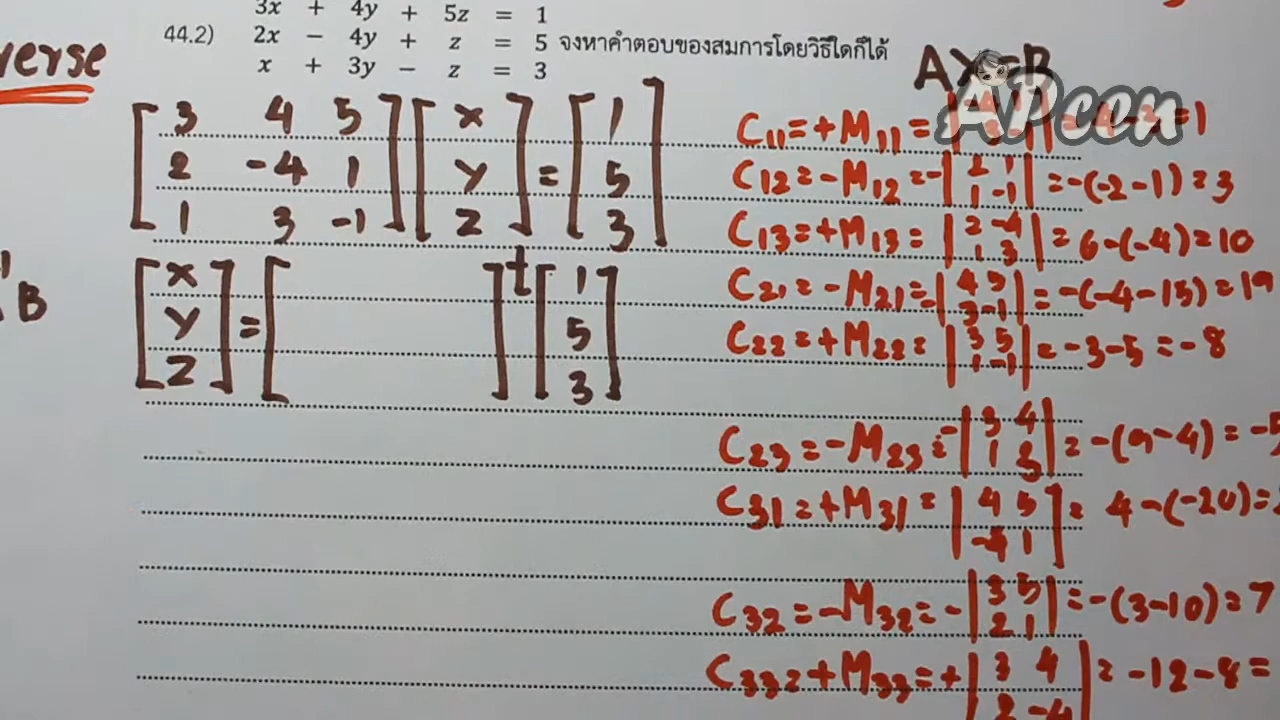 3x + 4y + 5z = 1
44.2) 2x − 4y + z = 5 จงหาคำตอบของสมการโดยวิธีใดก็ได้
x + 3y − z = 3
verse
AX=B
APcon
[3 4 5] [x] = [1]
[2 -4 1] [y] [5]
[1 3 -1] [z] [3]
B
[x] = [ ]t [1]
[y] [5]
[z] [3]
C11 = +M11 = = -4-3=1
C12 = -M12 = -|2 1| = -(-2-1) = 3
|1 -1|
C13 = +M13 = |2 -4| = 6-(-4) = 10
|1 3|
C21 = -M21 = -|4 5| = -(-4-15) = 19
|3 -1|
C22 = +M22 = |3 5| = -3-5 = -8
|1 -1|
C23 = -M23 = -|3 4| = -(9-4) = -5
|1 3|
C31 = +M31 = |4 5| = 4-(-20) =
|-4 1|
C32 = -M32 = -|3 5| = -(3-10) = 7
|2 1|
C33 = +M33 = +|3 4| = -12-8 =
|2 -4|